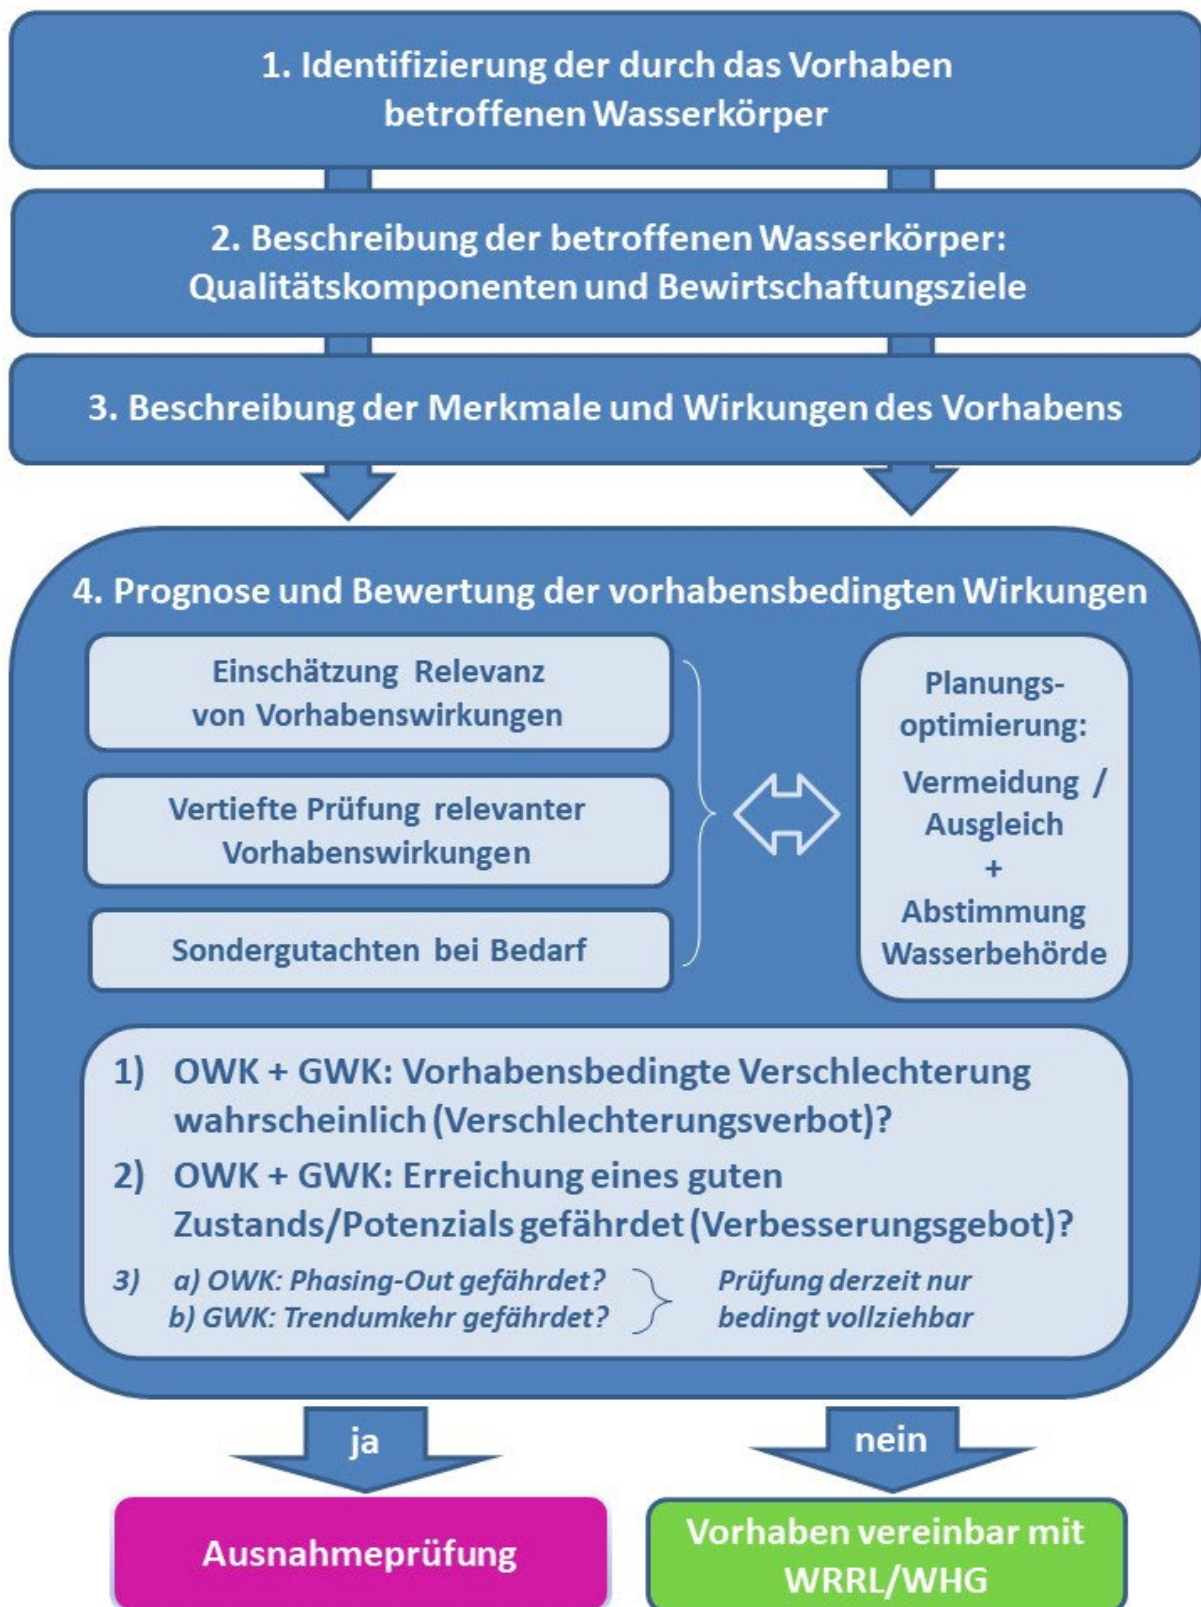 1. Identifizierung der durch das Vorhaben
betroffenen Wasserkörper
2. Beschreibung der betroffenen Wasserkörper:
Qualitätskomponenten und Bewirtschaftungsziele
3. Beschreibung der Merkmale und Wirkungen des Vorhabens
4. Prognose und Bewertung der vorhabensbedingten Wirkungen
Einschätzung Relevanz
von Vorhabenswirkungen
Vertiefte Prüfung relevanter
Vorhabenswirkungen
Sondergutachten bei Bedarf
Planungs-
optimierung:
Vermeidung /
Ausgleich
+
Abstimmung
Wasserbehörde
1) OWK + GWK: Vorhabensbedingte Verschlechterung
wahrscheinlich (Verschlechterungsverbot)?
2) OWK + GWK: Erreichung eines guten
Zustands/Potenzials gefährdet (Verbesserungsgebot)?
3) a) OWK: Phasing-Out gefährdet?
b) GWK: Trendumkehr gefährdet?
Prüfung derzeit nur
bedingt vollziehbar
ja
nein
Ausnahmeprüfung
Vorhaben vereinbar mit
WRRL/WHG